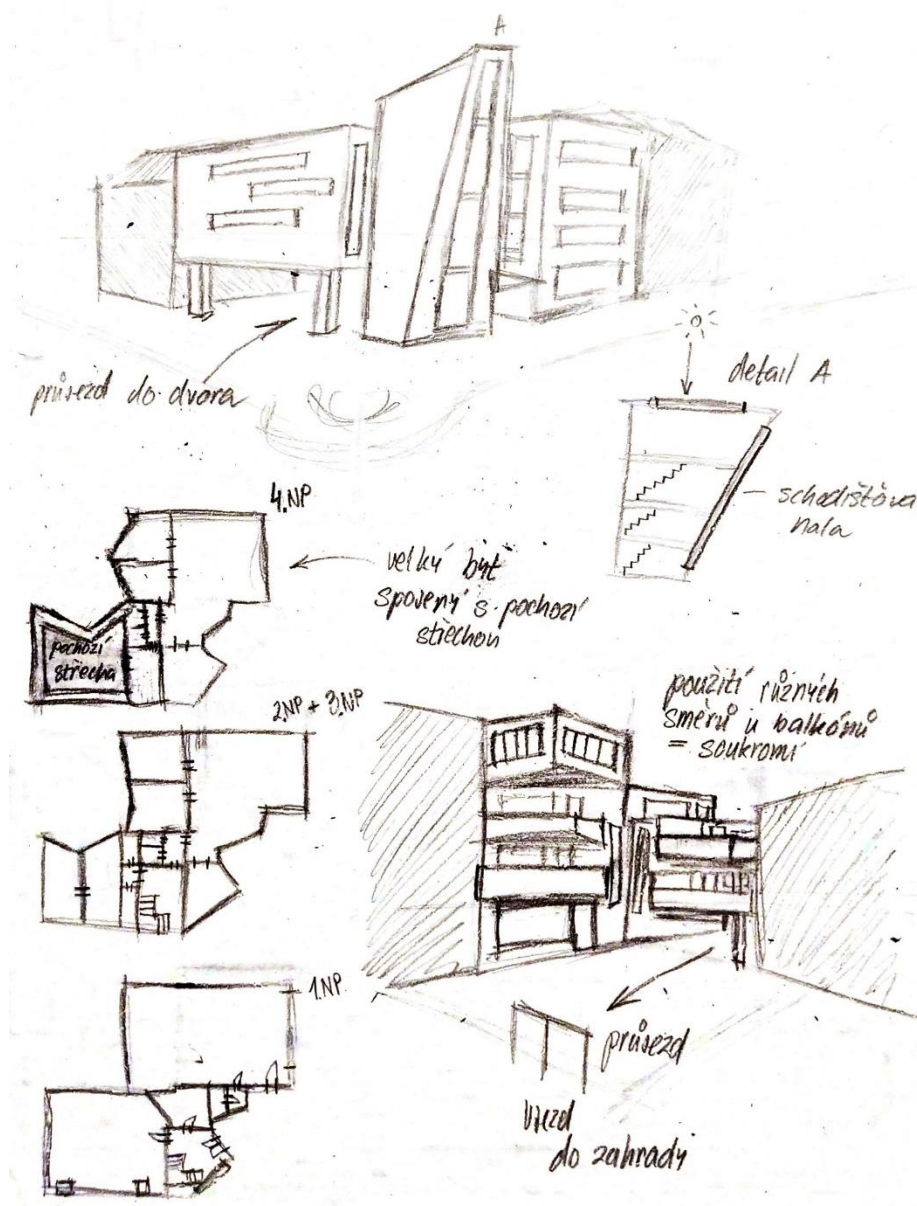 A
průjezd do dvora
detail A
schodišťova
hala
4.NP
velký byt
spojený s pochozí
střechou
pochozí
střecha
2.NP + 3.NP
použití různých
směrů u balkónů
= soukromí
1.NP
průjezd
vjezd
do zahrady